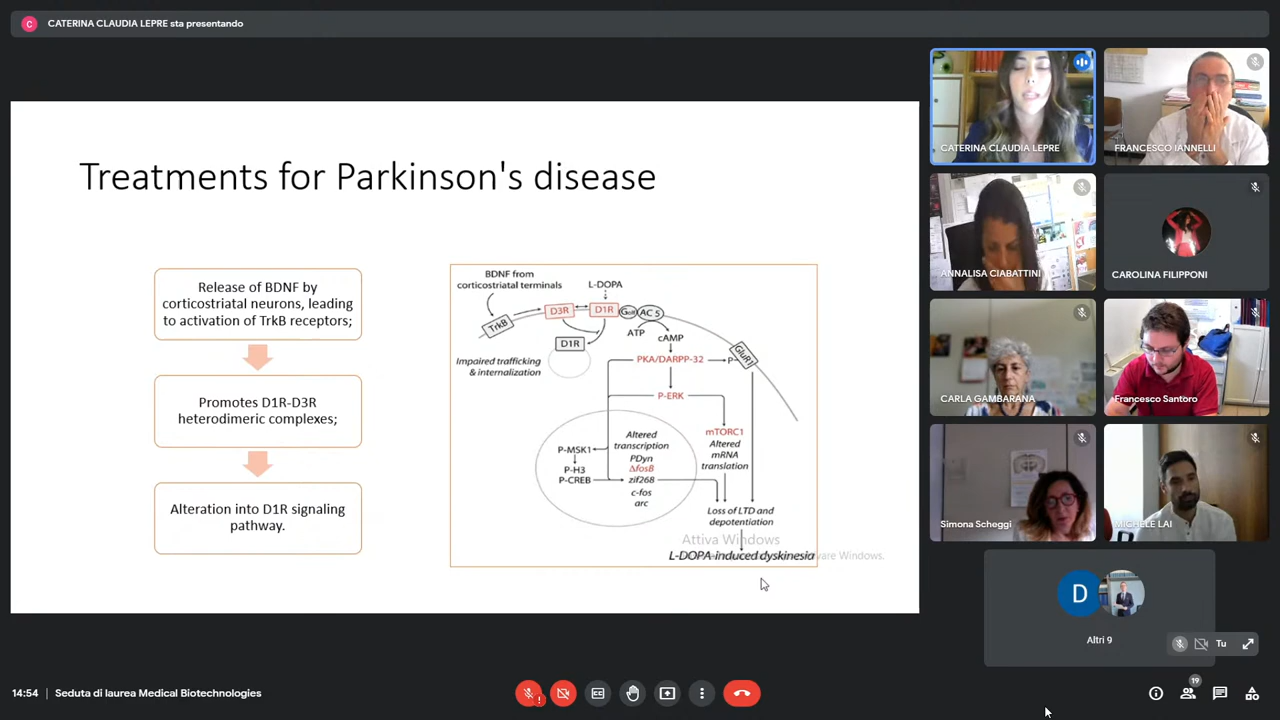 C
CATERINA CLAUDIA LEPRE sta presentando
Treatments for Parkinson's disease
Release of BDNF by
corticostriatal neurons, leading
to activation of TrkB receptors;
Promotes D1R-D3R
heterodimeric complexes;
Alteration into D1R signaling
pathway.
BDNF from
corticostriatal terminals
L-DOPA
TrkB
D3R
D1R
Golf
AC 5
ATP
cAMP
D1R
Impaired trafficking
& internalization
PKA/DARPP-32
P-
GluR1
P-ERK
mTORC1
Altered
mRNA
translation
Altered
transcription
PDyn
ΔfosB
zif268
c-fos
arc
P-MSK1
P-H3
P-CREB
Loss of LTD and
depotentiation
L-DOPA-induced dyskinesia
Attiva Windows
ware Windows.
CATERINA CLAUDIA LEPRE
FRANCESCO IANNELLI
ANNALISA CIABATTINI
CAROLINA FILIPPONI
CARLA GAMBARANA
Francesco Santoro
Simona Scheggi
MICHELE LAI
D
Altri 9
Tu
14:54
Seduta di laurea Medical Biotechnologies
19